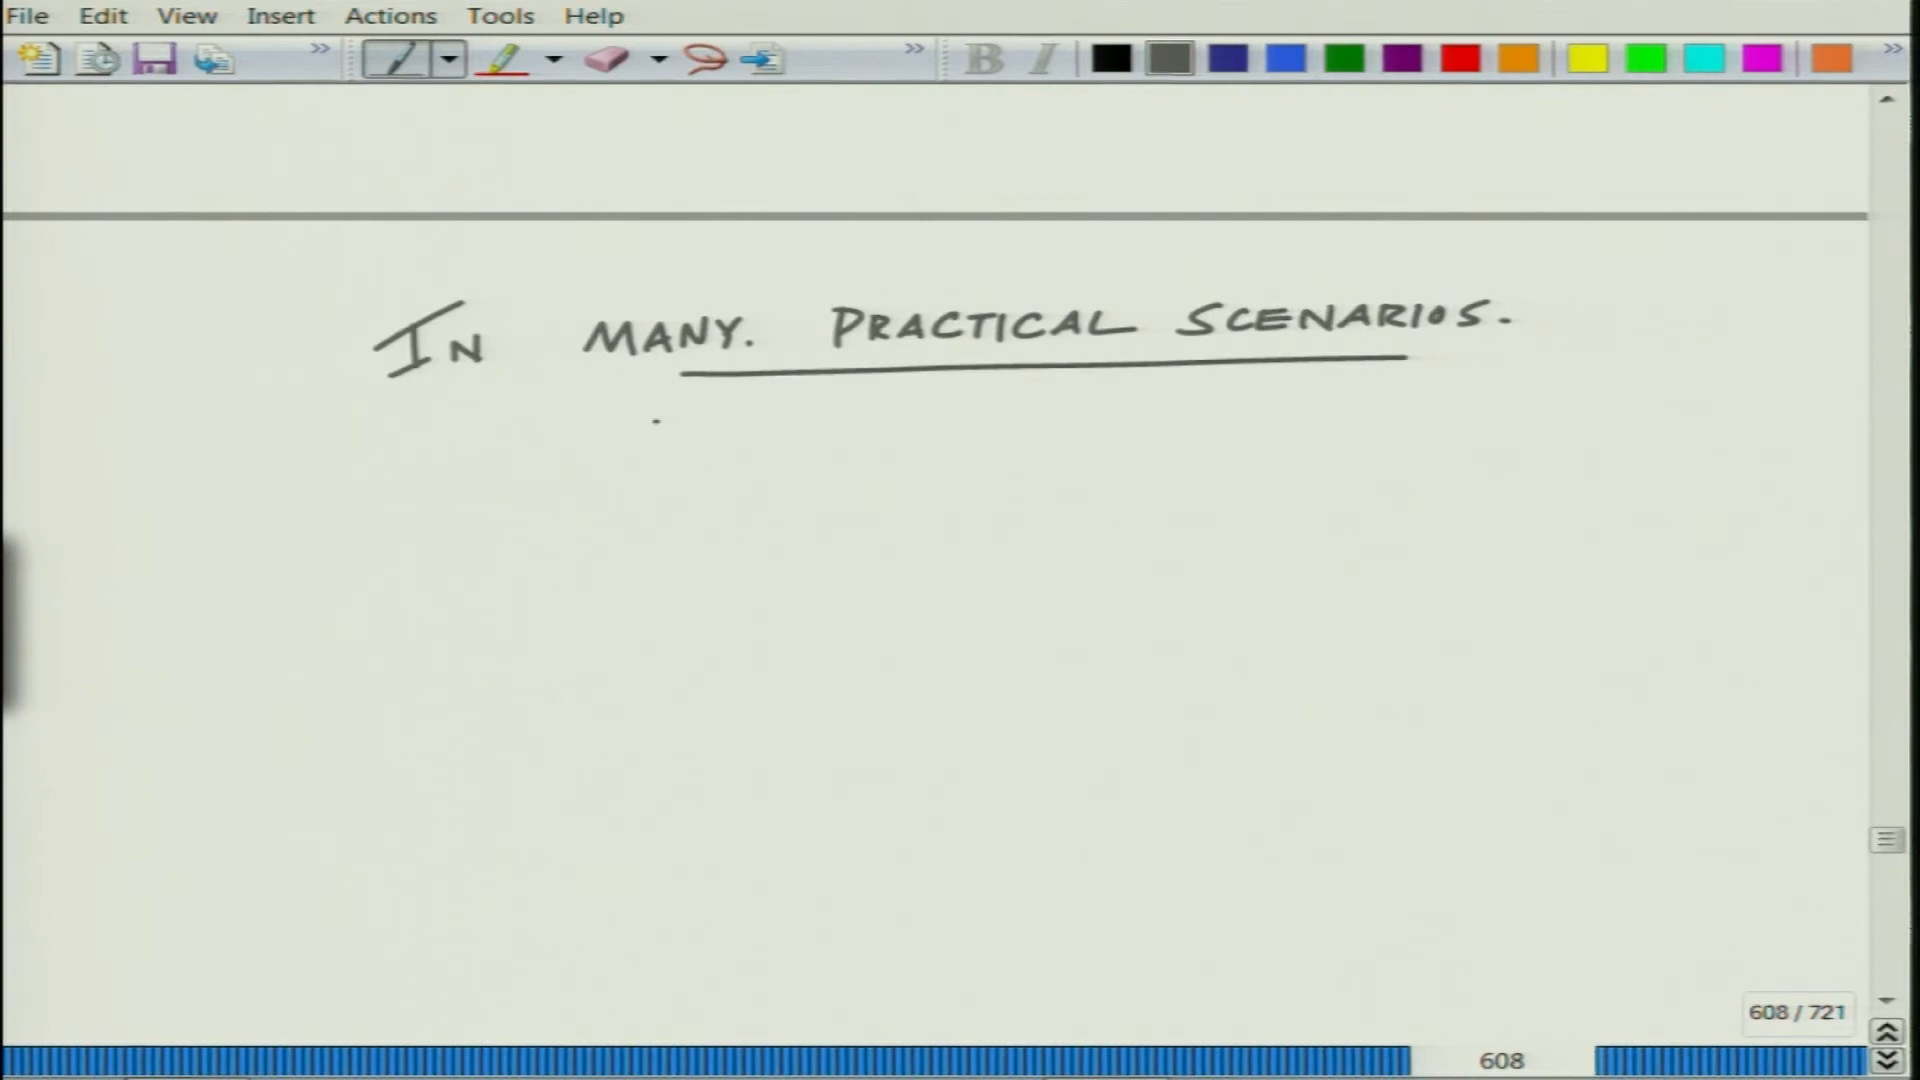 File Edit View Insert Actions Tools Help
B I
IN MANY. PRACTICAL SCENARIOS.
608 / 721
608